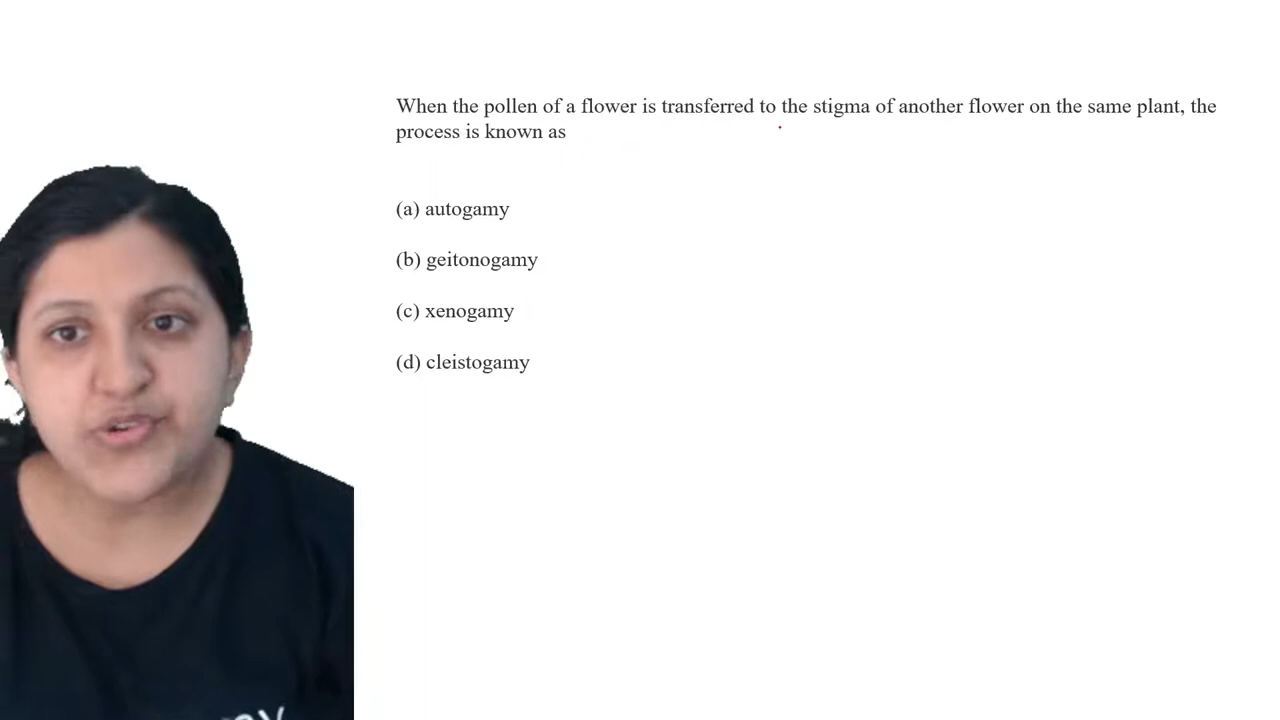 When the pollen of a flower is transferred to the stigma of another flower on the same plant, the
process is known as
(a) autogamy
(b) geitonogamy
(c) xenogamy
(d) cleistogamy